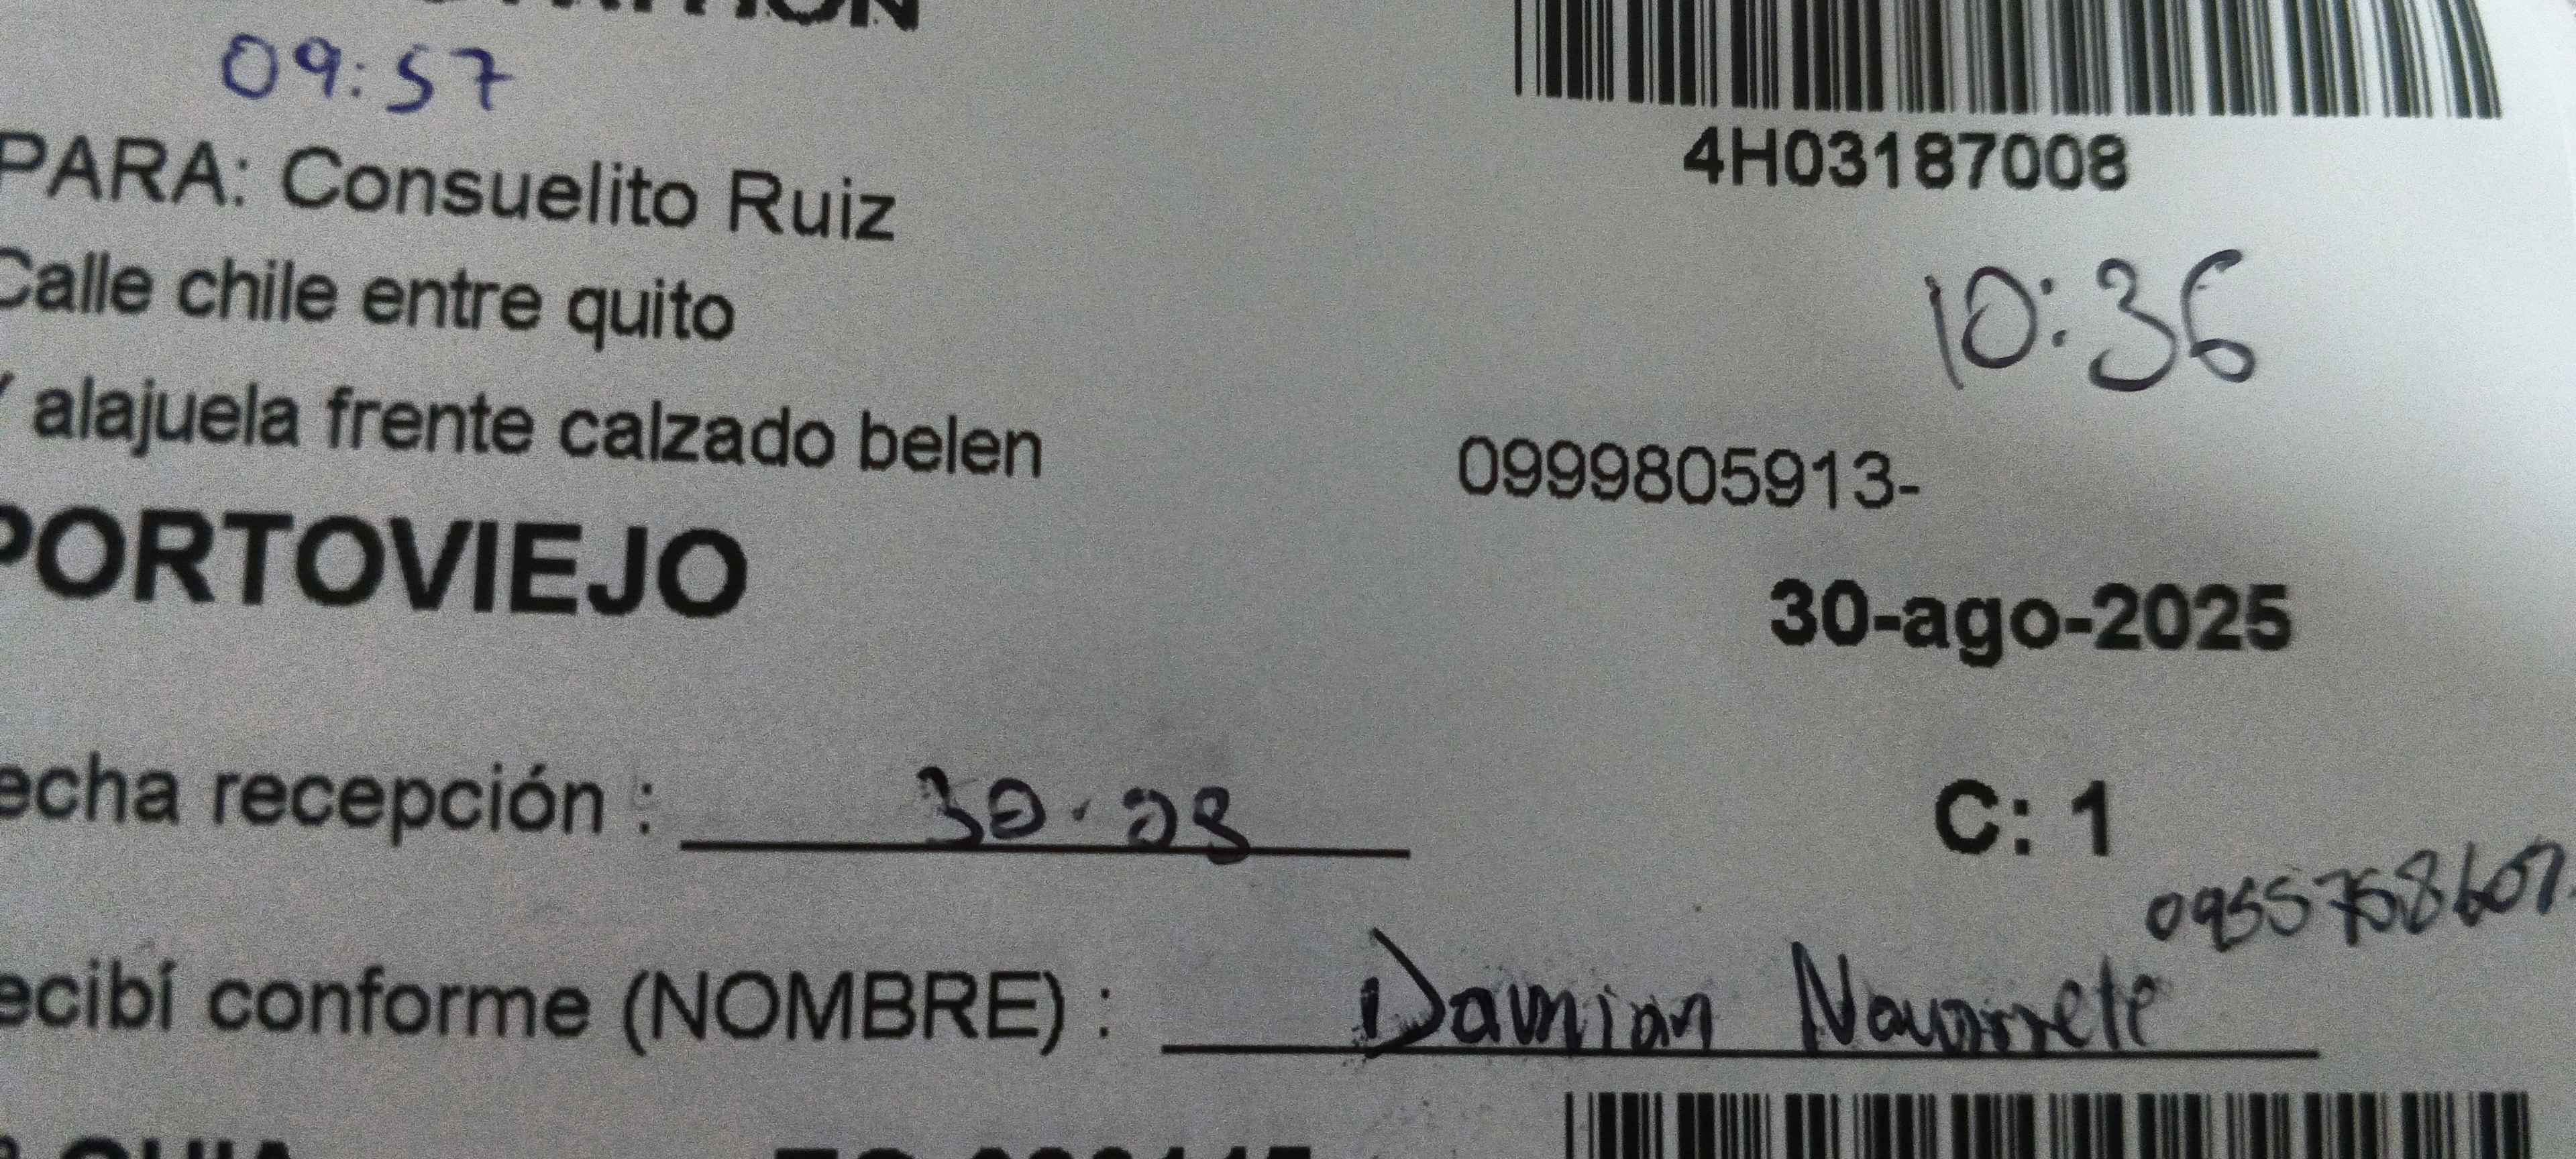 09:57
4H03187008
PARA: Consuelito Ruiz
10:36
Calle chile entre quito
Y alajuela frente calzado belen
0999805913-
PORTOVIEJO
30-ago-2025
echa recepción : 30.08
C: 1
0955758607
ecibí conforme (NOMBRE) : Damian Navarrete